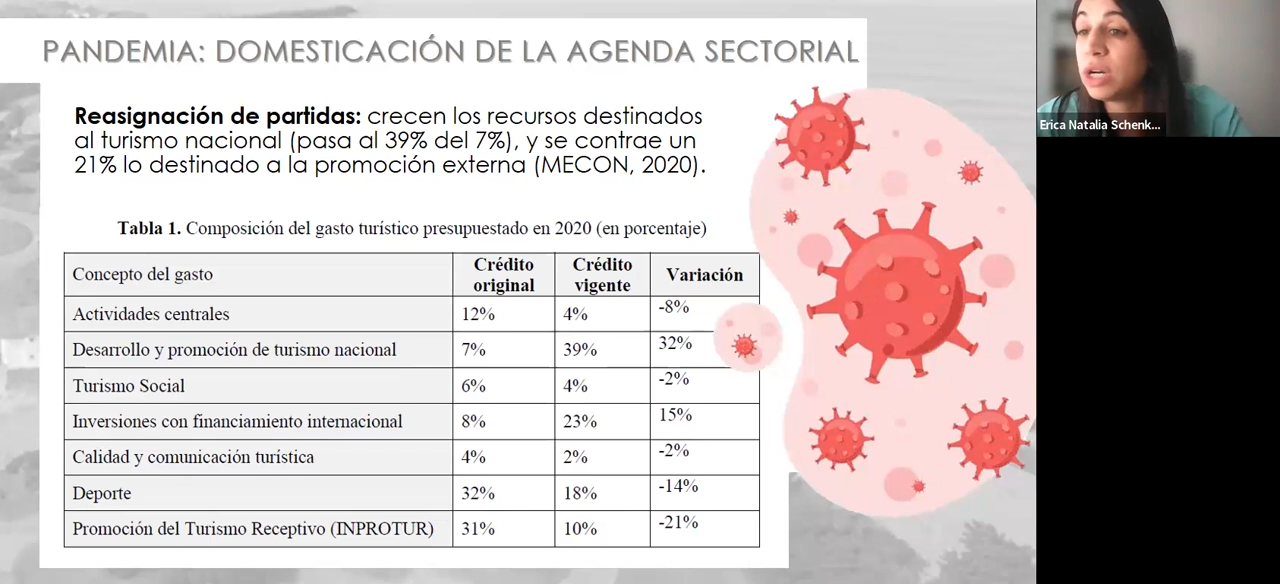 PANDEMIA: DOMESTICACIÓN DE LA AGENDA SECTORIAL
Erica Natalia Schenk...
Reasignación de partidas: crecen los recursos destinados
al turismo nacional (pasa al 39% del 7%), y se contrae un
21% lo destinado a la promoción externa (MECON, 2020).
Tabla 1. Composición del gasto turístico presupuestado en 2020 (en porcentaje)
Concepto del gasto Crédito original Crédito vigente Variación
Actividades centrales 12% 4% -8%
Desarrollo y promoción de turismo nacional 7% 39% 32%
Turismo Social 6% 4% -2%
Inversiones con financiamiento internacional 8% 23% 15%
Calidad y comunicación turística 4% 2% -2%
Deporte 32% 18% -14%
Promoción del Turismo Receptivo (INPROTUR) 31% 10% -21%